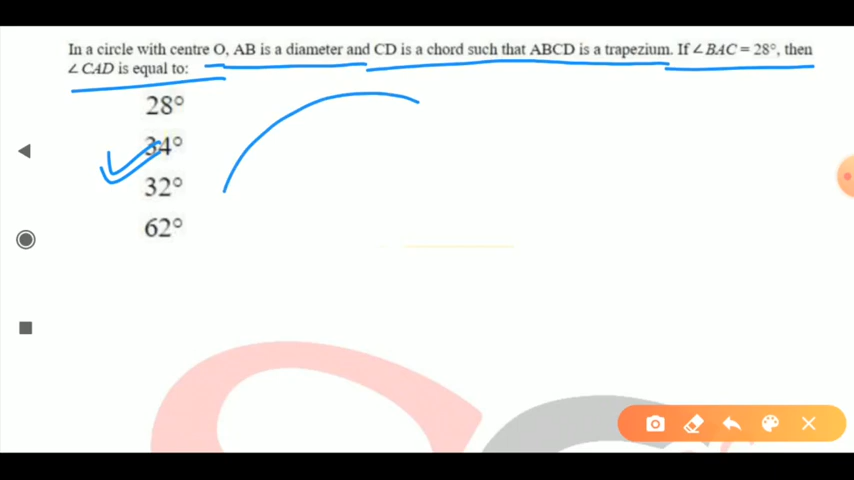 In a circle with centre O, AB is a diameter and CD is a chord such that ABCD is a trapezium. If ∠BAC = 28°, then
∠CAD is equal to:
28°
34°
32°
62°